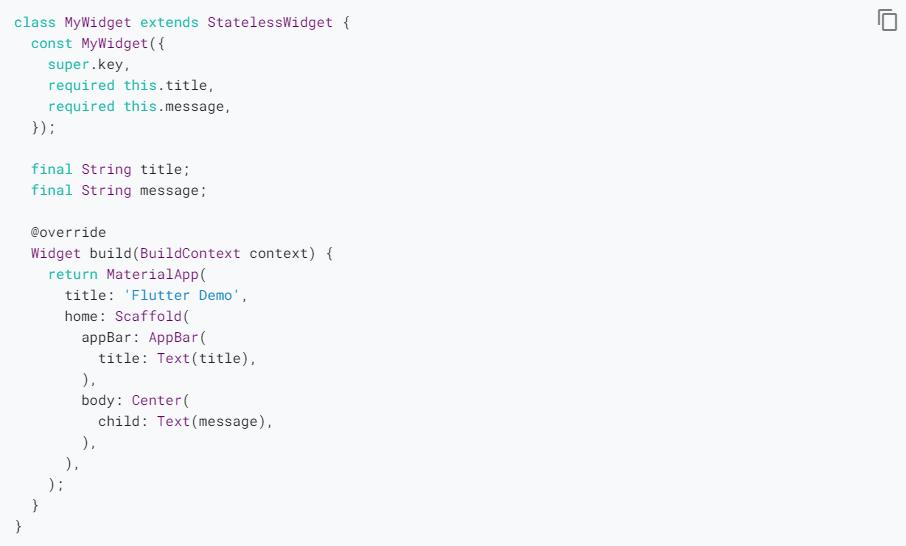 class MyWidget extends StatelessWidget {
  const MyWidget({
    super.key,
    required this.title,
    required this.message,
  });

  final String title;
  final String message;

  @override
  Widget build(BuildContext context) {
    return MaterialApp(
      title: 'Flutter Demo',
      home: Scaffold(
        appBar: AppBar(
          title: Text(title),
        ),
        body: Center(
          child: Text(message),
        ),
      ),
    );
  }
}